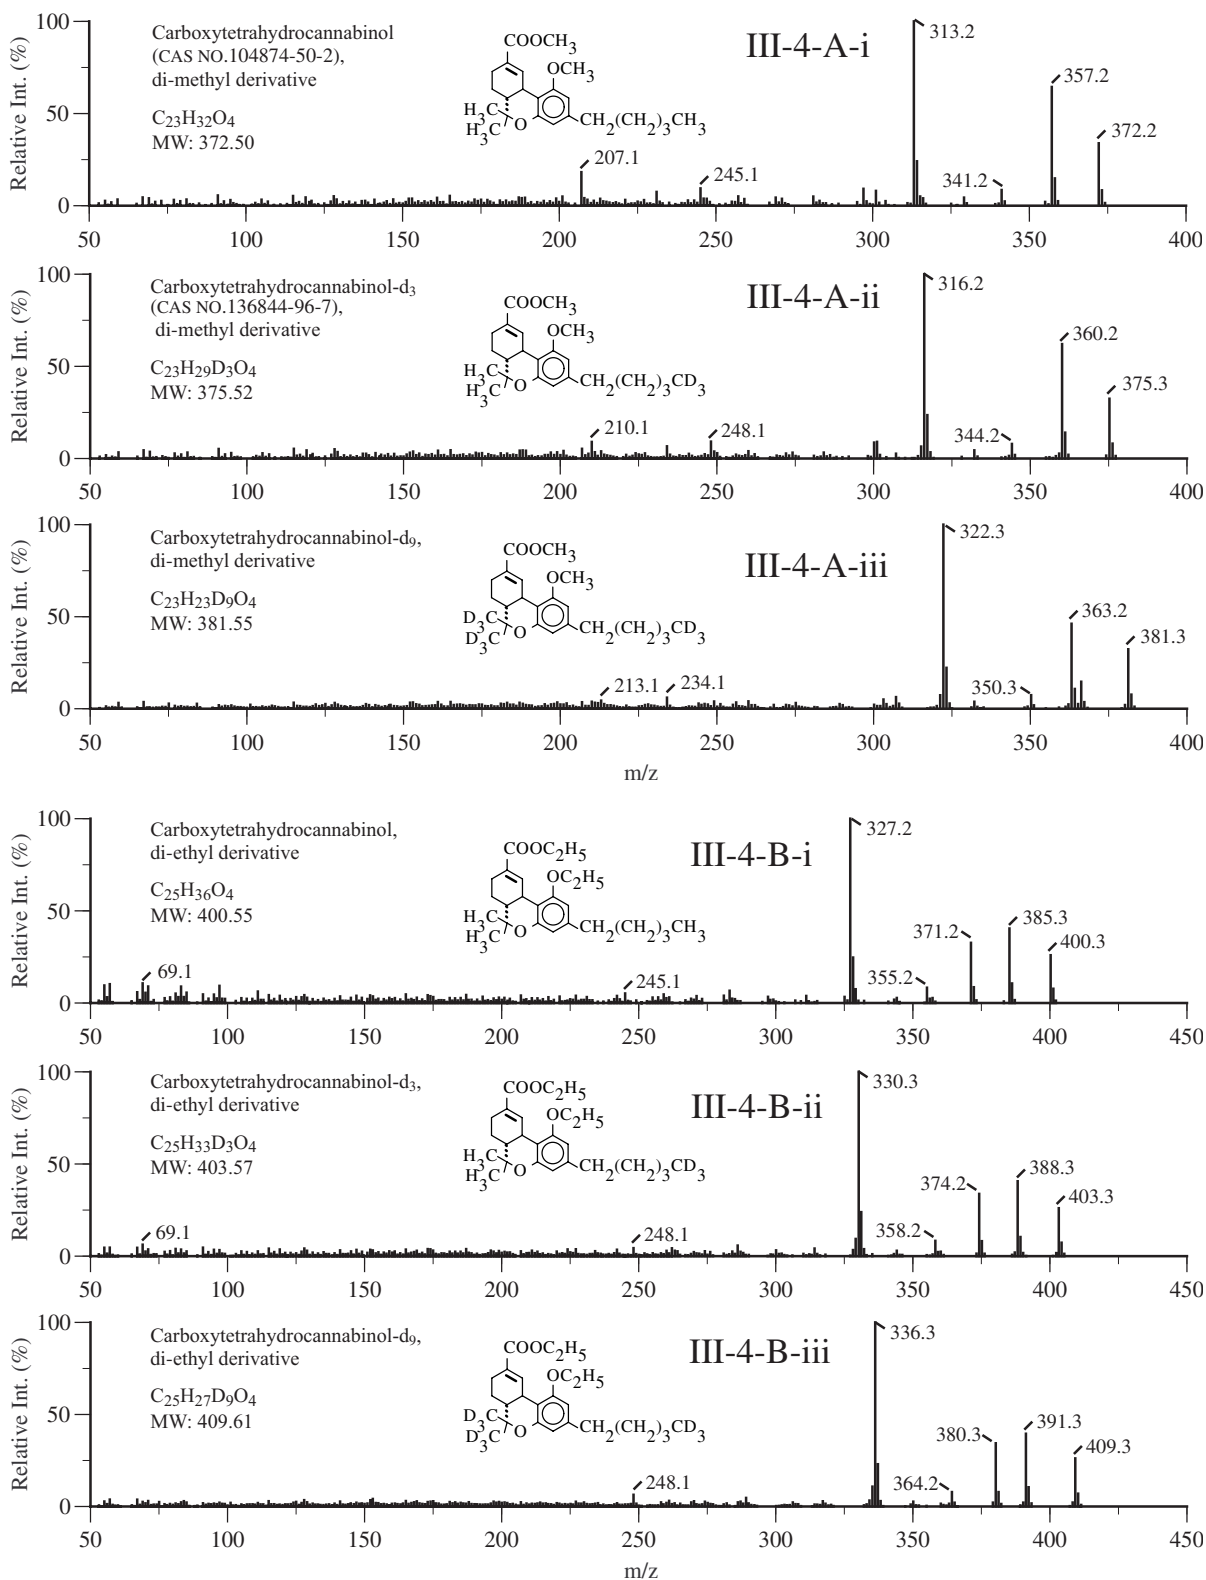 Relative Int. (%)
100
50
0
Carboxytetrahydrocannabinol
(CAS NO.104874-50-2),
di-methyl derivative
C23H32O4
MW: 372.50
COOCH3
OCH3
H3C
H3C
O
CH2(CH2)3CH3
III-4-A-i
207.1
245.1
313.2
341.2
357.2
372.2
50 100 150 200 250 300 350 400
Relative Int. (%)
100
50
0
Carboxytetrahydrocannabinol-d3
(CAS NO.136844-96-7),
di-methyl derivative
C23H29D3O4
MW: 375.52
COOCH3
OCH3
H3C
H3C
O
CH2(CH2)3CD3
III-4-A-ii
210.1
248.1
316.2
344.2
360.2
375.3
50 100 150 200 250 300 350 400
Relative Int. (%)
100
50
0
Carboxytetrahydrocannabinol-d9,
di-methyl derivative
C23H23D9O4
MW: 381.55
COOCH3
OCH3
D3C
D3C
O
CH2(CH2)3CD3
III-4-A-iii
213.1
234.1
322.3
350.3
363.2
381.3
50 100 150 200 250 300 350 400
m/z
Relative Int. (%)
100
50
0
Carboxytetrahydrocannabinol,
di-ethyl derivative
C25H36O4
MW: 400.55
COOC2H5
OC2H5
H3C
H3C
O
CH2(CH2)3CH3
III-4-B-i
69.1
245.1
327.2
355.2
371.2
385.3
400.3
50 100 150 200 250 300 350 400 450
Relative Int. (%)
100
50
0
Carboxytetrahydrocannabinol-d3,
di-ethyl derivative
C25H33D3O4
MW: 403.57
COOC2H5
OC2H5
H3C
H3C
O
CH2(CH2)3CD3
III-4-B-ii
69.1
248.1
330.3
358.2
374.2
388.3
403.3
50 100 150 200 250 300 350 400 450
Relative Int. (%)
100
50
0
Carboxytetrahydrocannabinol-d9,
di-ethyl derivative
C25H27D9O4
MW: 409.61
COOC2H5
OC2H5
D3C
D3C
O
CH2(CH2)3CD3
III-4-B-iii
248.1
336.3
364.2
380.3
391.3
409.3
50 100 150 200 250 300 350 400 450
m/z